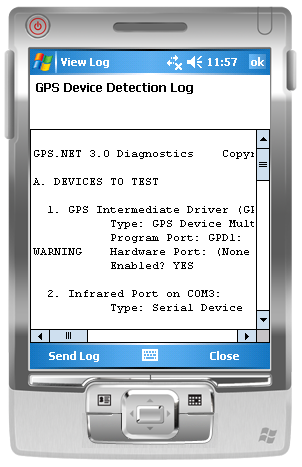 View Log 11:57 ok
GPS Device Detection Log
GPS.NET 3.0 Diagnostics Copyr
A. DEVICES TO TEST
1. GPS Intermediate Driver (GP
Type: GPS Device Mult
Program Port: GPD1:
WARNING Hardware Port: (None
Enabled? YES
2. Infrared Port on COM3:
Type: Serial Device
Send Log Close